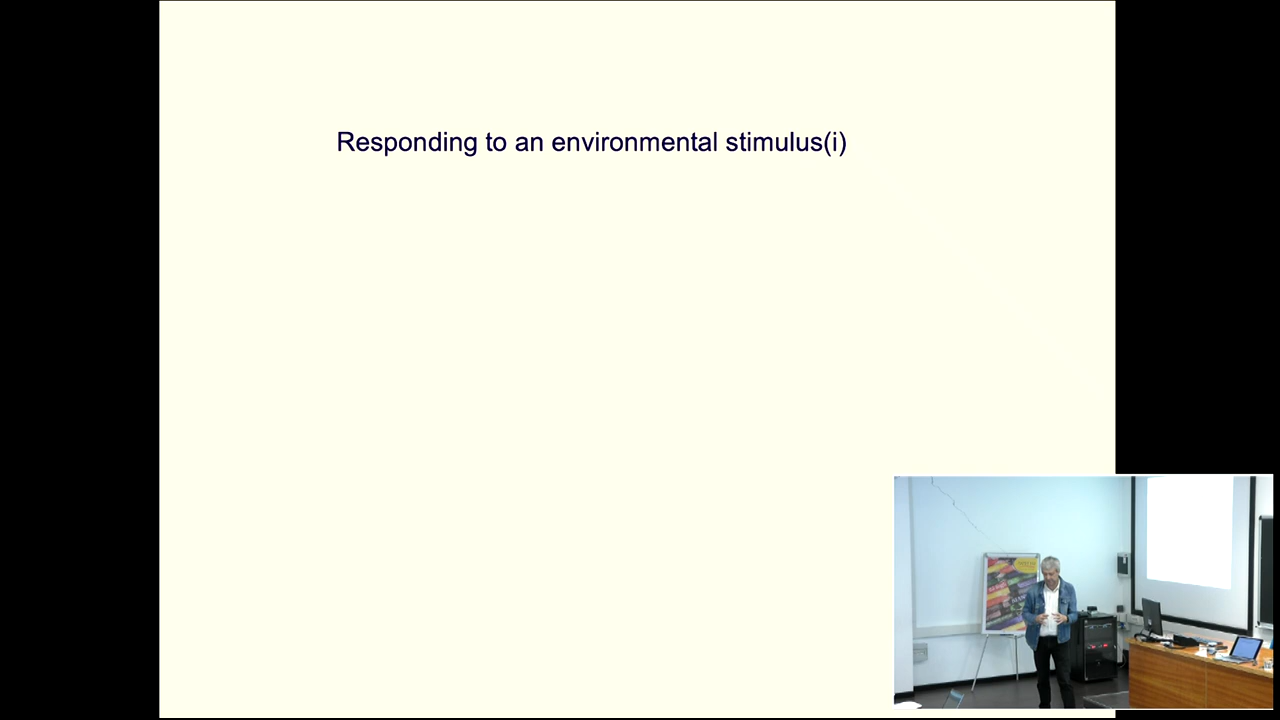 Responding to an environmental stimulus(i)